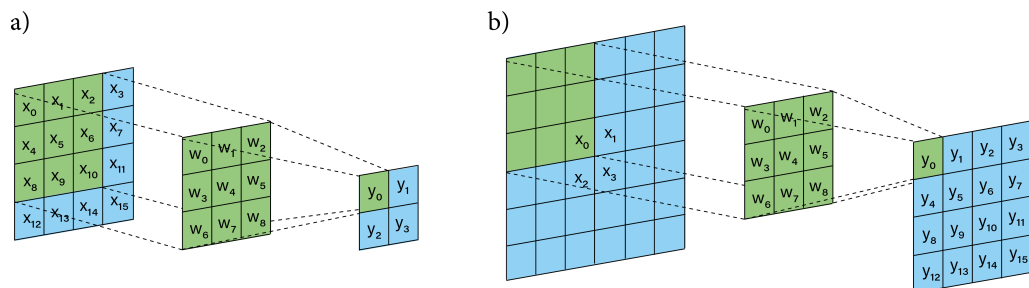 a)
x0 x1 x2 x3
x4 x5 x6 x7
x8 x9 x10 x11
x12 x13 x14 x15
w0 w1 w2
w3 w4 w5
w6 w7 w8
y0 y1
y2 y3
b)
x0 x1
x2 x3
w0 w1 w2
w3 w4 w5
w6 w7 w8
y0 y1 y2 y3
y4 y5 y6 y7
y8 y9 y10 y11
y12 y13 y14 y15